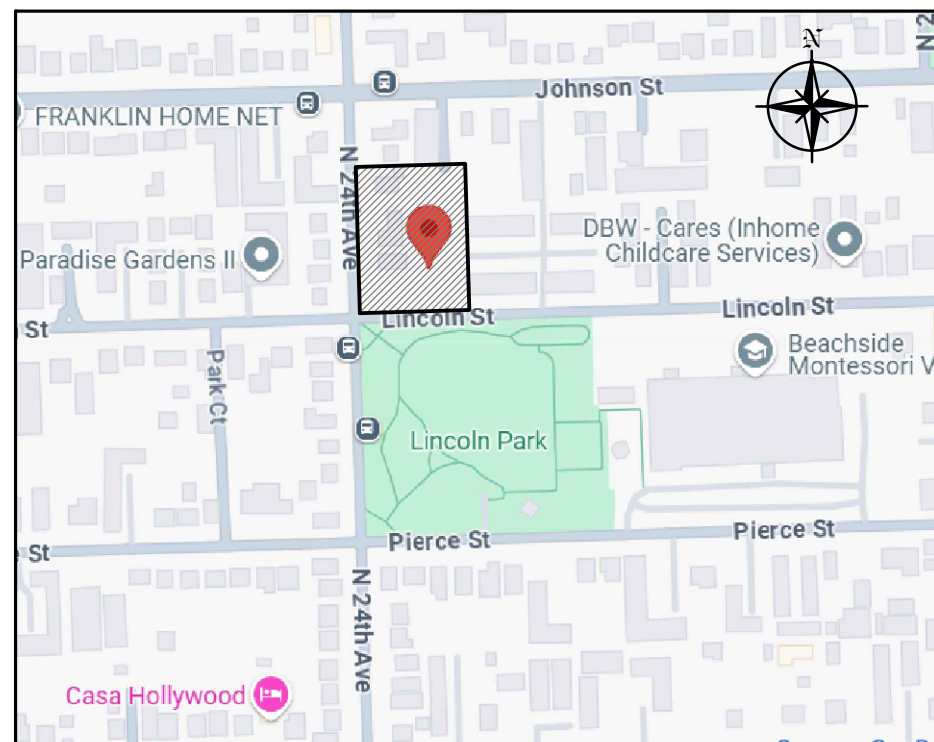 N
Johnson St
FRANKLIN HOME NET
N 24th Ave
DBW - Cares (Inhome
Childcare Services)
Paradise Gardens II
Lincoln St
Lincoln St
St
Beachside
Montessori V
Park Ct
Lincoln Park
Pierce St
Pierce St
St
N 24th Ave
Casa Hollywood